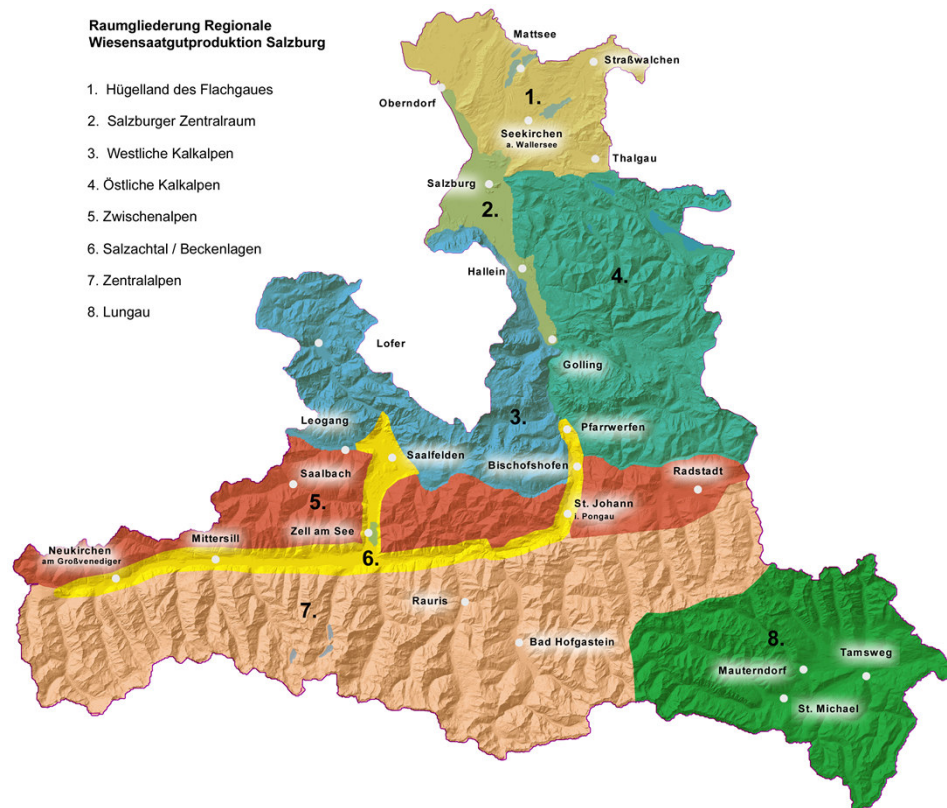 Raumgliederung Regionale
Wiesensaatgutproduktion Salzburg
1. Hügelland des Flachgaues
2. Salzburger Zentralraum
3. Westliche Kalkalpen
4. Östliche Kalkalpen
5. Zwischenalpen
6. Salzachtal / Beckenlagen
7. Zentralalpen
8. Lungau
Mattsee
Straßwalchen
Oberndorf
1.
Seekirchen
a. Wallersee
Thalgau
Salzburg
2.
Hallein
4.
Lofer
Golling
3.
Leogang
Pfarrwerfen
Saalfelden
Bischofshofen
Saalbach
Radstadt
5.
St. Johann
i. Pongau
Zell am See
Mittersill
6.
Neukirchen
am Großvenediger
7.
Rauris
Bad Hofgastein
8.
Tamsweg
Mauterndorf
St. Michael